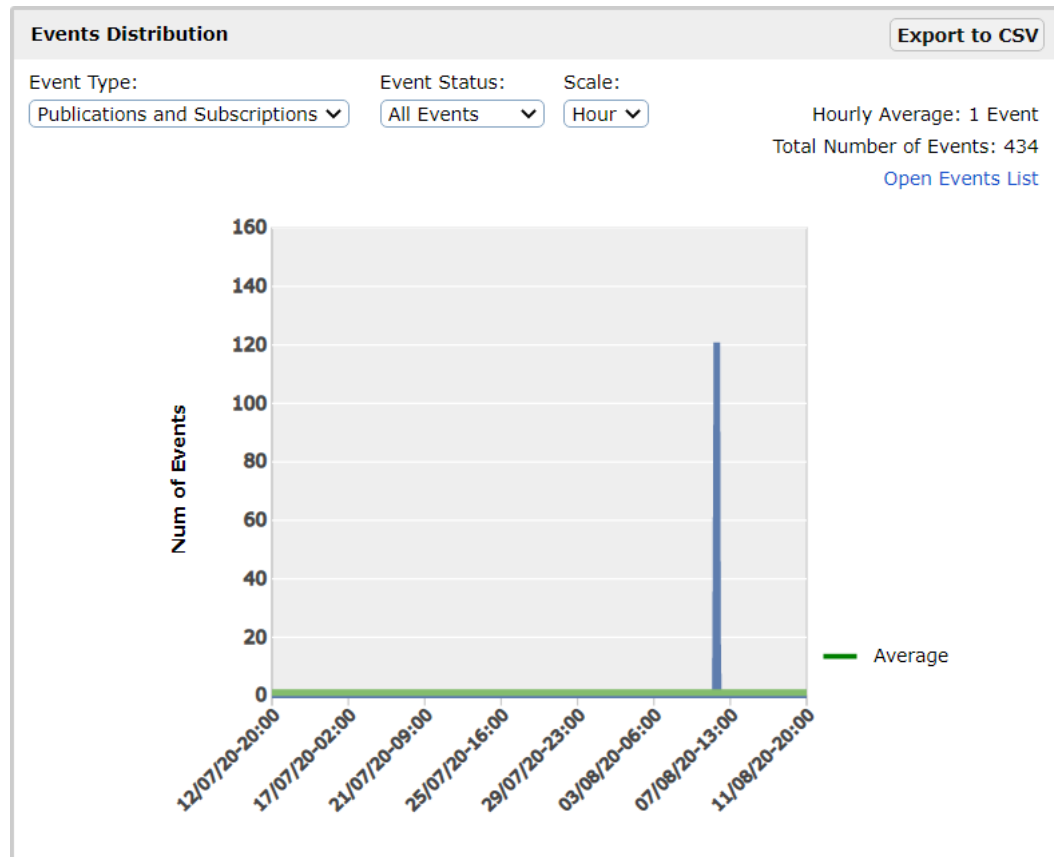 Events Distribution
Export to CSV
Event Type:
Event Status:
Scale:
Publications and Subscriptions
All Events
Hour
Hourly Average: 1 Event
Total Number of Events: 434
Open Events List
160
140
120
100
80
60
40
20
0
Num of Events
Average
12/07/20-20:00
17/07/20-02:00
21/07/20-09:00
25/07/20-16:00
29/07/20-23:00
03/08/20-06:00
07/08/20-13:00
11/08/20-20:00